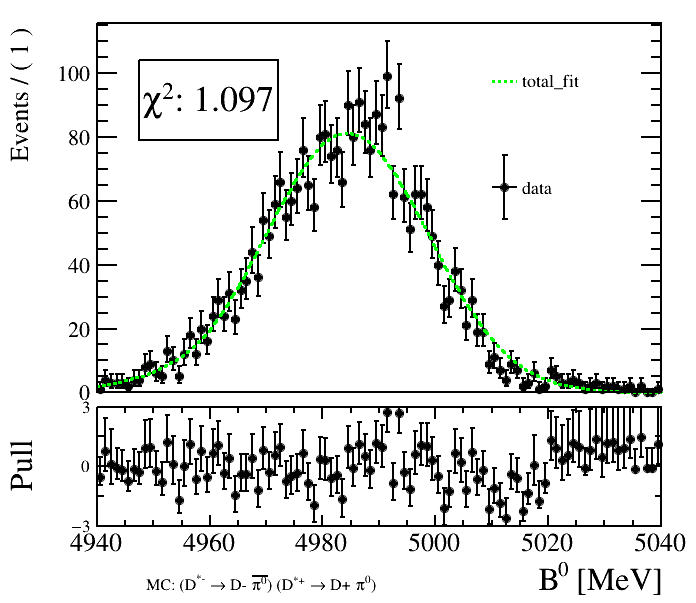 Events / ( 1 )
100
80
60
40
20
0
χ²: 1.097
total_fit
data
Pull
3
0
−3
4940 4960 4980 5000 5020 5040
B⁰ [MeV]
MC: (D*- → D- π̅⁰) (D*+ → D+ π⁰)